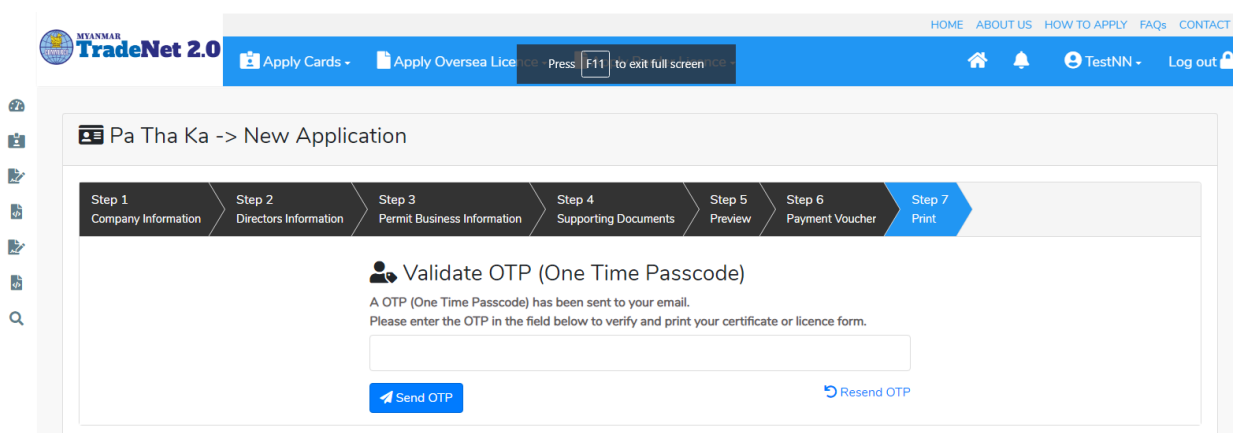 HOME ABOUT US HOW TO APPLY FAQs CONTACT
MYANMAR
TradeNet 2.0
Apply Cards
Apply Oversea Licence
Press F11 to exit full screen
TestNN
Log out
Pa Tha Ka -> New Application
Step 1
Company Information
Step 2
Directors Information
Step 3
Permit Business Information
Step 4
Supporting Documents
Step 5
Preview
Step 6
Payment Voucher
Step 7
Print
Validate OTP (One Time Passcode)
A OTP (One Time Passcode) has been sent to your email.
Please enter the OTP in the field below to verify and print your certificate or licence form.
Send OTP
Resend OTP